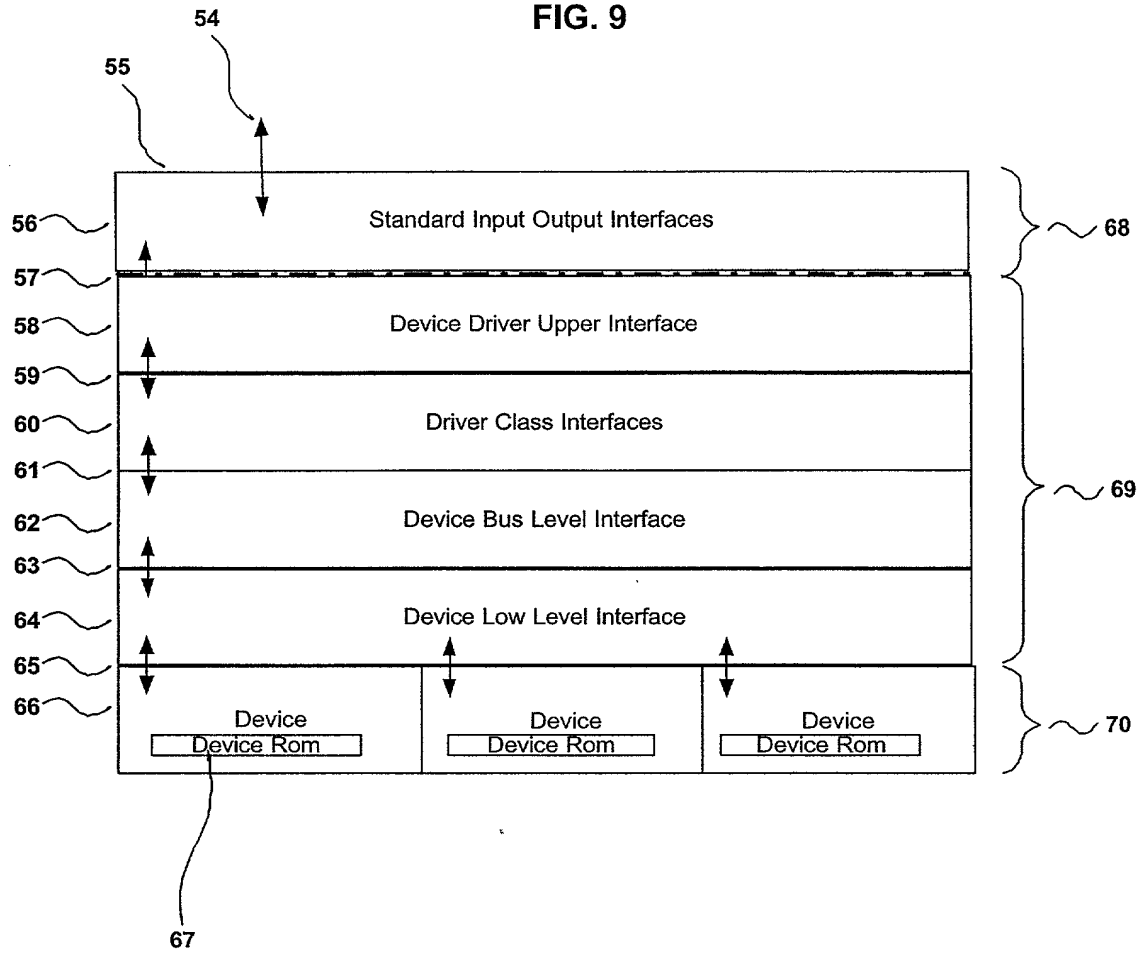 FIG. 9
54
55
56
Standard Input Output Interfaces
68
57
58
Device Driver Upper Interface
59
60
Driver Class Interfaces
61
69
62
Device Bus Level Interface
63
64
Device Low Level Interface
65
66
Device
Device
Device
70
Device Rom
Device Rom
Device Rom
67